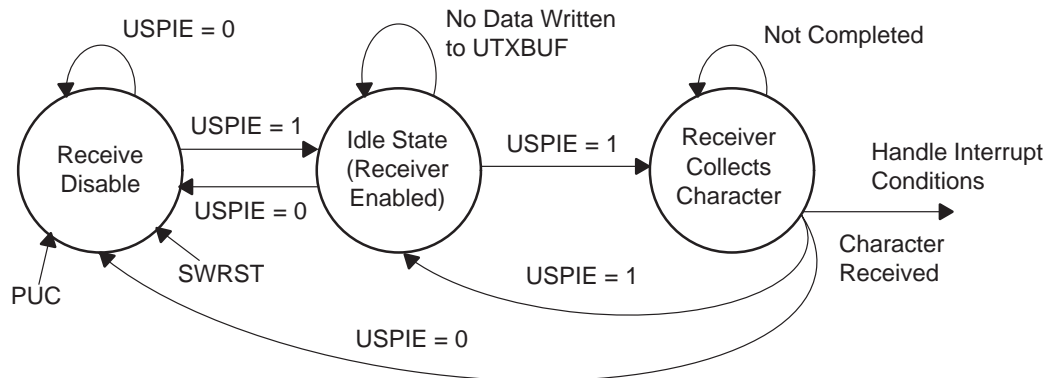 USPIE = 0
No Data Written
to UTXBUF
Not Completed
Receive
Disable
USPIE = 1
USPIE = 0
Idle State
(Receiver
Enabled)
USPIE = 1
Receiver
Collects
Character
Handle Interrupt
Conditions
Character
Received
PUC
SWRST
USPIE = 1
USPIE = 0